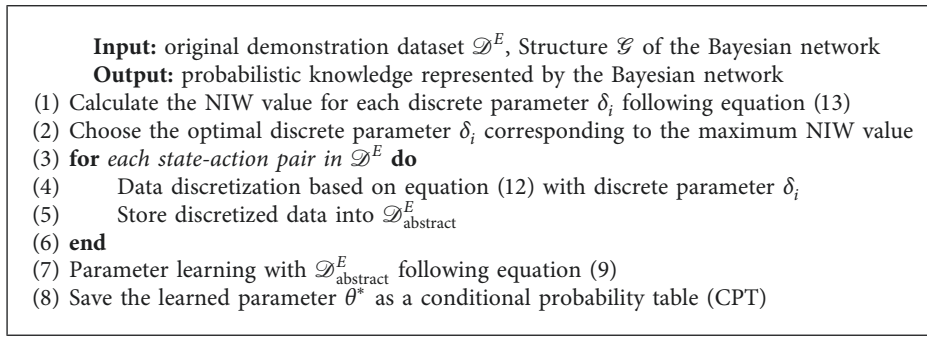 Input: original demonstration dataset 𝒟^E, Structure 𝒢 of the Bayesian network
Output: probabilistic knowledge represented by the Bayesian network
(1) Calculate the NIW value for each discrete parameter δ_i following equation (13)
(2) Choose the optimal discrete parameter δ_i corresponding to the maximum NIW value
(3) for each state-action pair in 𝒟^E do
(4) Data discretization based on equation (12) with discrete parameter δ_i
(5) Store discretized data into 𝒟^E_abstract
(6) end
(7) Parameter learning with 𝒟^E_abstract following equation (9)
(8) Save the learned parameter θ* as a conditional probability table (CPT)